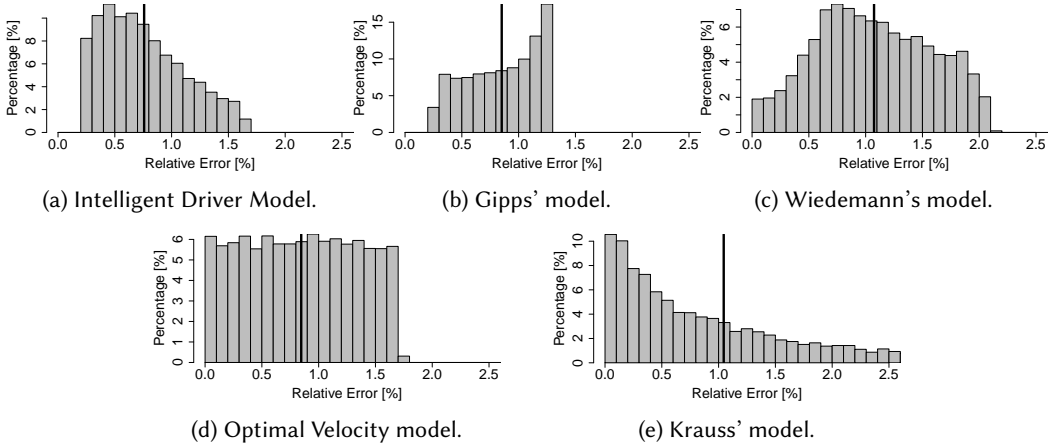 Percentage [%]
0 2 4 6 8
0.0 0.5 1.0 1.5 2.0 2.5
Relative Error [%]
(a) Intelligent Driver Model.
Percentage [%]
0 5 10 15
0.0 0.5 1.0 1.5 2.0 2.5
Relative Error [%]
(b) Gipps’ model.
Percentage [%]
0 2 4 6
0.0 0.5 1.0 1.5 2.0 2.5
Relative Error [%]
(c) Wiedemann’s model.
Percentage [%]
0 1 2 3 4 5 6
0.0 0.5 1.0 1.5 2.0 2.5
Relative Error [%]
(d) Optimal Velocity model.
Percentage [%]
0 2 4 6 8 10
0.0 0.5 1.0 1.5 2.0 2.5
Relative Error [%]
(e) Krauss’ model.